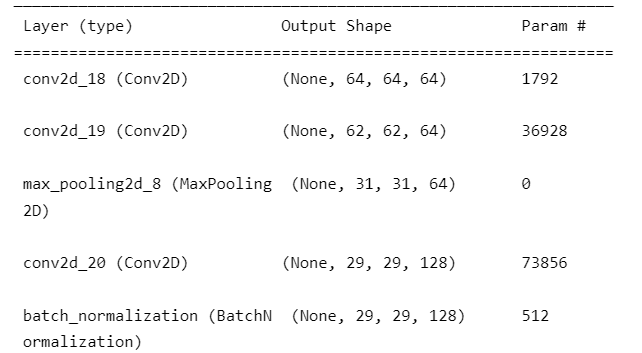 Layer (type) Output Shape Param #
=================================================================
conv2d_18 (Conv2D) (None, 64, 64, 64) 1792
conv2d_19 (Conv2D) (None, 62, 62, 64) 36928
max_pooling2d_8 (MaxPooling (None, 31, 31, 64) 0
2D)
conv2d_20 (Conv2D) (None, 29, 29, 128) 73856
batch_normalization (BatchN (None, 29, 29, 128) 512
ormalization)